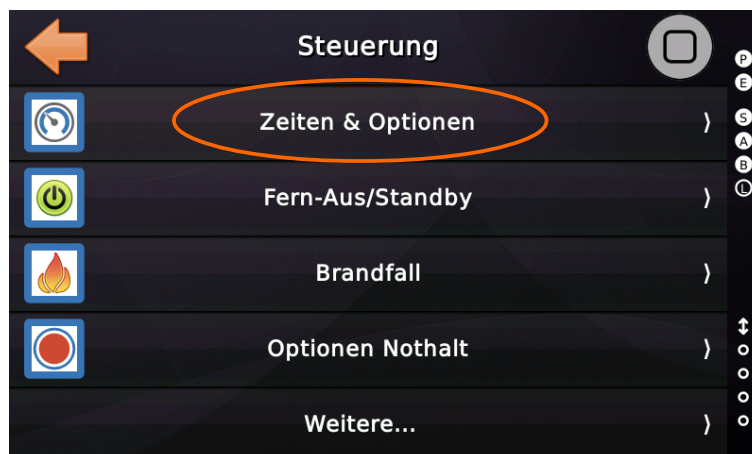 Steuerung
Zeiten & Optionen
Fern-Aus/Standby
Brandfall
Optionen Nothalt
Weitere...
P
E
S
A
B
L